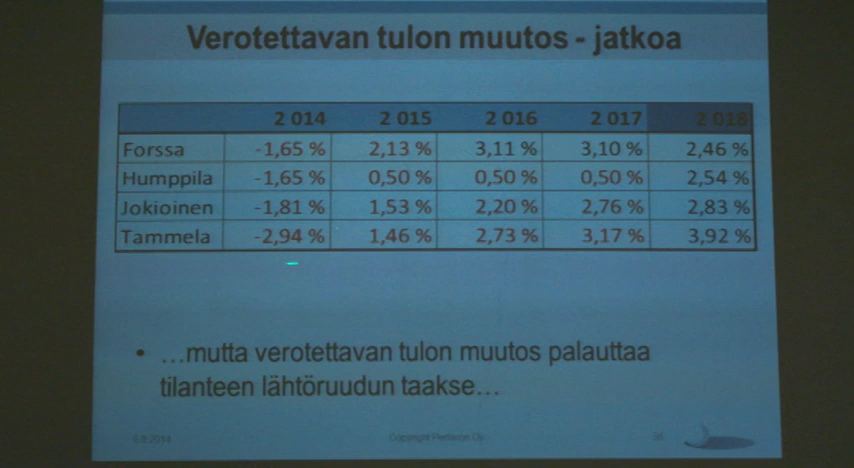 Verotettavan tulon muutos - jatkoa
2 014 2 015 2 016 2 017 2 018
Forssa -1,65 % 2,13 % 3,11 % 3,10 % 2,46 %
Humppila -1,65 % 0,50 % 0,50 % 0,50 % 2,54 %
Jokioinen -1,81 % 1,53 % 2,20 % 2,76 % 2,83 %
Tammela -2,94 % 1,46 % 2,73 % 3,17 % 3,92 %
• ...mutta verotettavan tulon muutos palauttaa
tilanteen lähtöruudun taakse...
Copyright Perlacon Oy